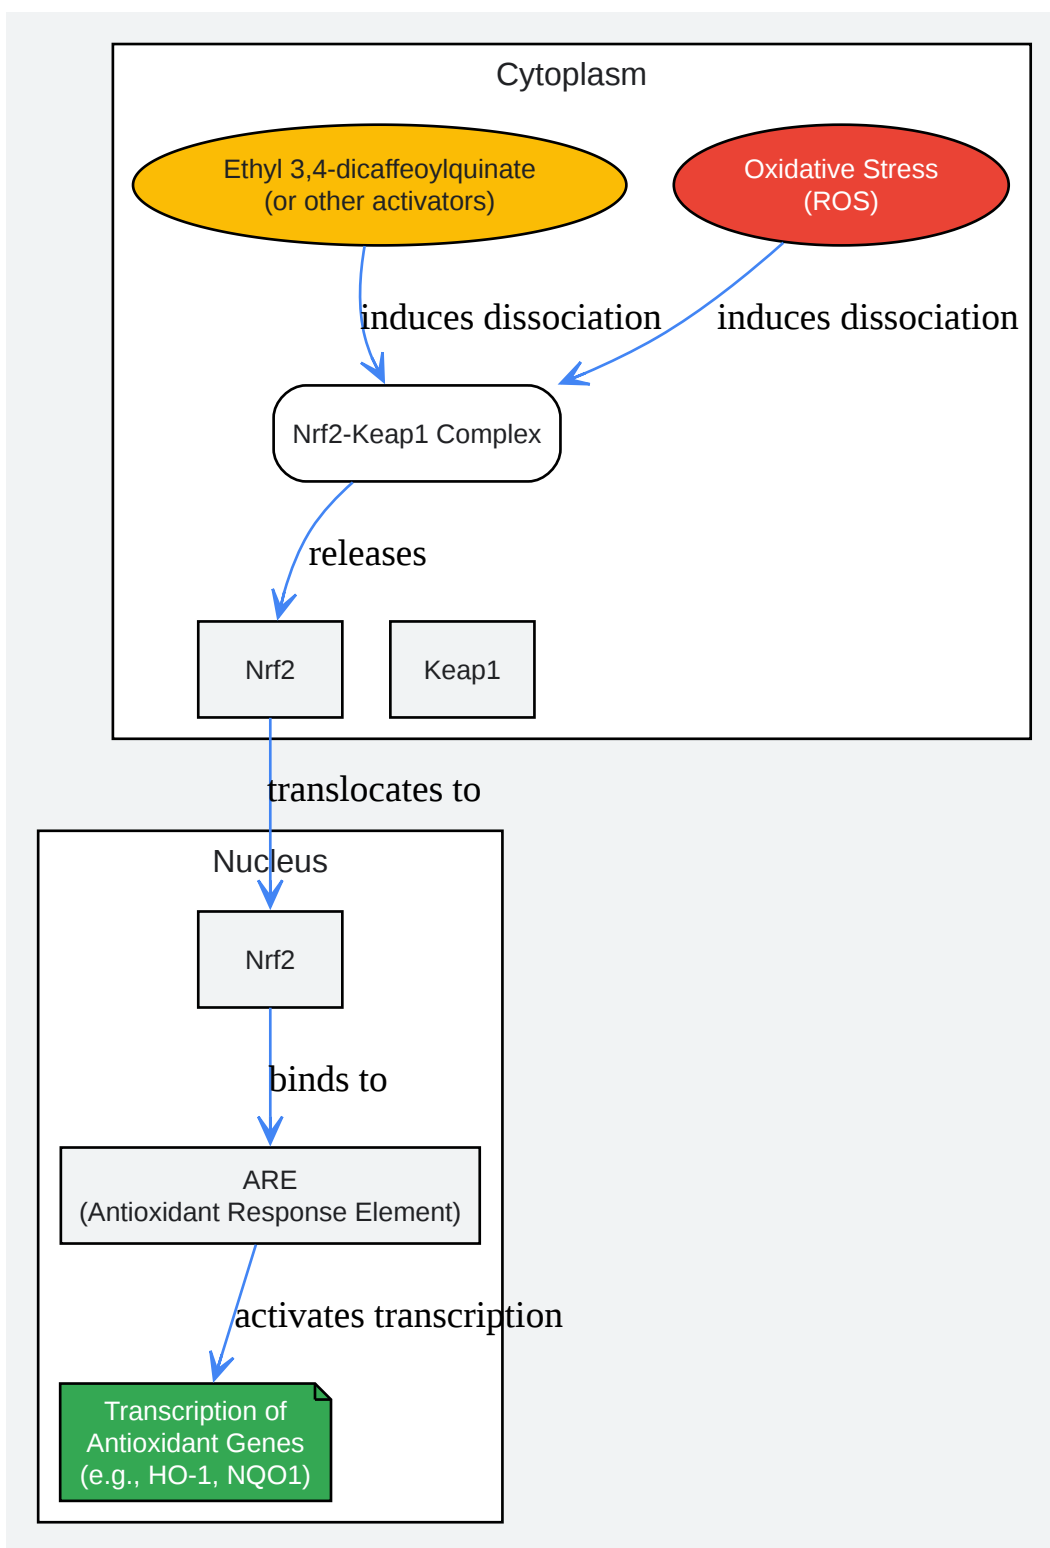 Cytoplasm
Ethyl 3,4-dicaffeoylquinate
(or other activators)
Oxidative Stress
(ROS)
induces dissociation
induces dissociation
Nrf2-Keap1 Complex
releases
Nrf2
Keap1
translocates to
Nucleus
Nrf2
binds to
ARE
(Antioxidant Response Element)
activates transcription
Transcription of
Antioxidant Genes
(e.g., HO-1, NQO1)